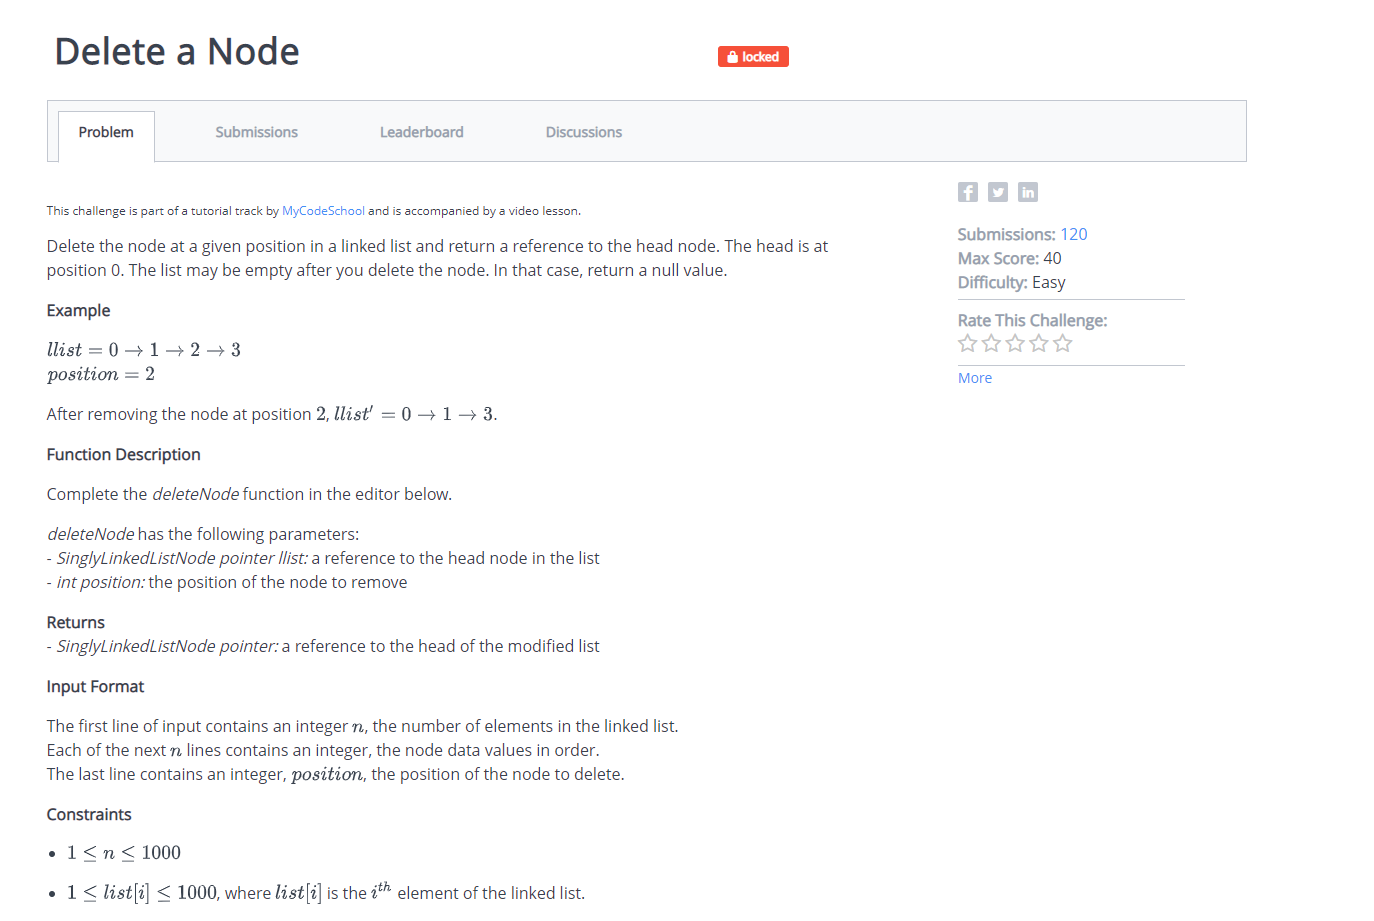 Delete a Node
locked
Problem
Submissions
Leaderboard
Discussions
This challenge is part of a tutorial track by MyCodeSchool and is accompanied by a video lesson.
Delete the node at a given position in a linked list and return a reference to the head node. The head is at
position 0. The list may be empty after you delete the node. In that case, return a null value.
Example
llist = 0 → 1 → 2 → 3
position = 2
After removing the node at position 2, llist′ = 0 → 1 → 3.
Function Description
Complete the deleteNode function in the editor below.
deleteNode has the following parameters:
- SinglyLinkedListNode pointer llist: a reference to the head node in the list
- int position: the position of the node to remove
Returns
- SinglyLinkedListNode pointer: a reference to the head of the modified list
Input Format
The first line of input contains an integer n, the number of elements in the linked list.
Each of the next n lines contains an integer, the node data values in order.
The last line contains an integer, position, the position of the node to delete.
Constraints
• 1 ≤ n ≤ 1000
• 1 ≤ list[i] ≤ 1000, where list[i] is the i^th element of the linked list.
f
in
Submissions: 120
Max Score: 40
Difficulty: Easy
Rate This Challenge:
More